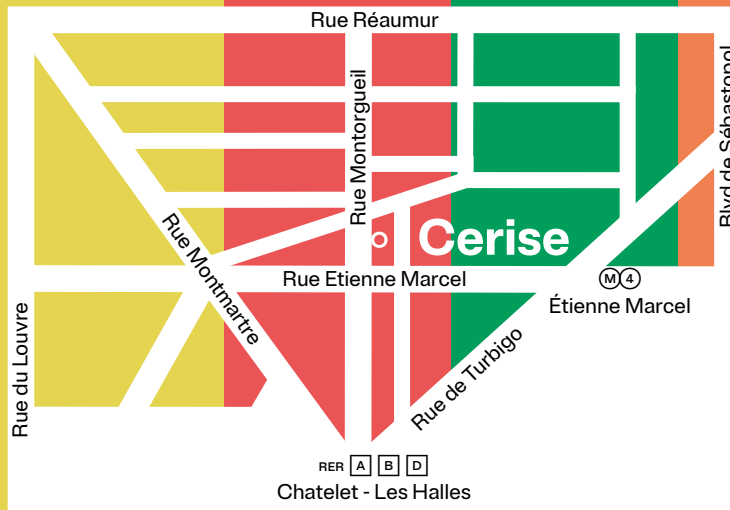 Rue Réaumur
Rue Montorgueil
Blvd de Sébastopol
Cerise
Rue Montmartre
Rue Etienne Marcel
M 4
Étienne Marcel
Rue du Louvre
Rue de Turbigo
RER A B D
Chatelet - Les Halles